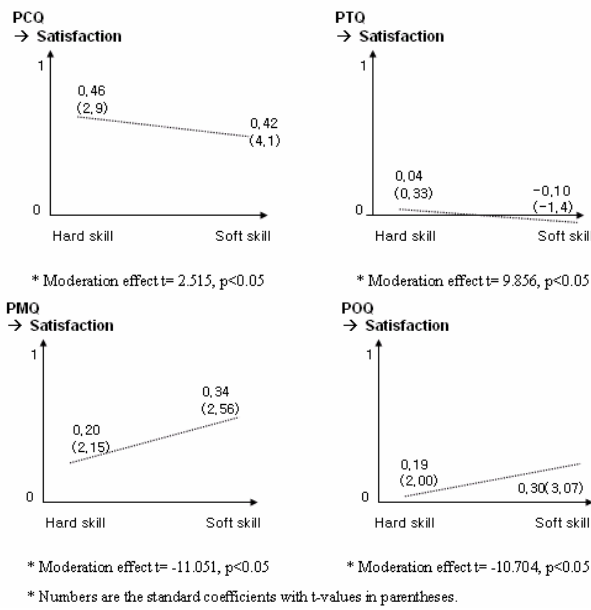 PCQ
→ Satisfaction
1
0,46
(2,9)
0,42
(4,1)
0
Hard skill
Soft skill
* Moderation effect t= 2.515, p<0.05
PTQ
→ Satisfaction
1
0,04
(0,33)
-0,10
(-1,4)
0
Hard skill
Soft skill
* Moderation effect t= 9.856, p<0.05
PMQ
→ Satisfaction
1
0,20
(2,15)
0,34
(2,56)
0
Hard skill
Soft skill
* Moderation effect t= -11.051, p<0.05
POQ
→ Satisfaction
1
0,19
(2,00)
0,30(3,07)
0
Hard skill
Soft skill
* Moderation effect t= -10.704, p<0.05
* Numbers are the standard coefficients with t-values in parentheses.